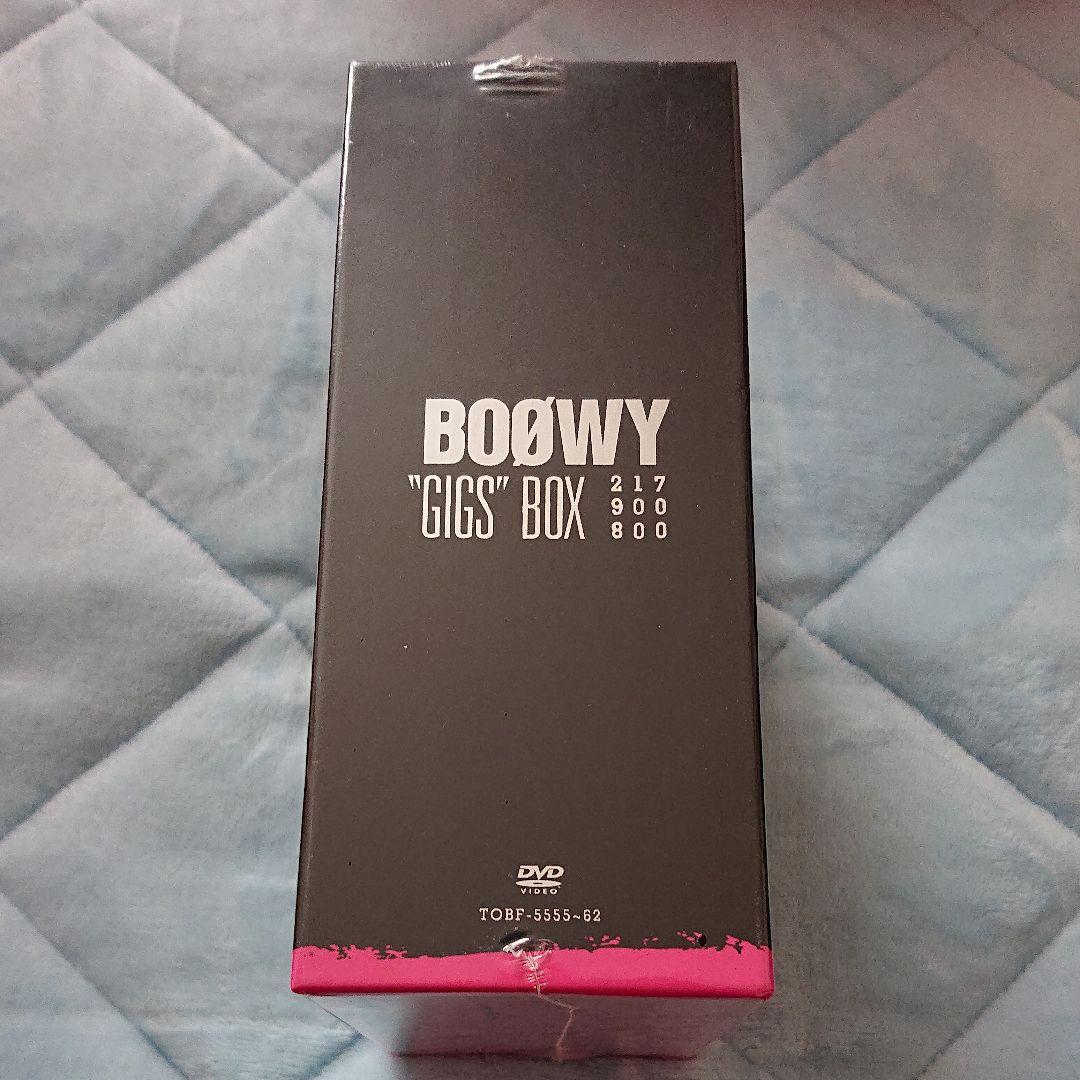 BOØWY
"GIGS" BOX
217
900
800
DVD
VIDEO
TOBF-5555~62